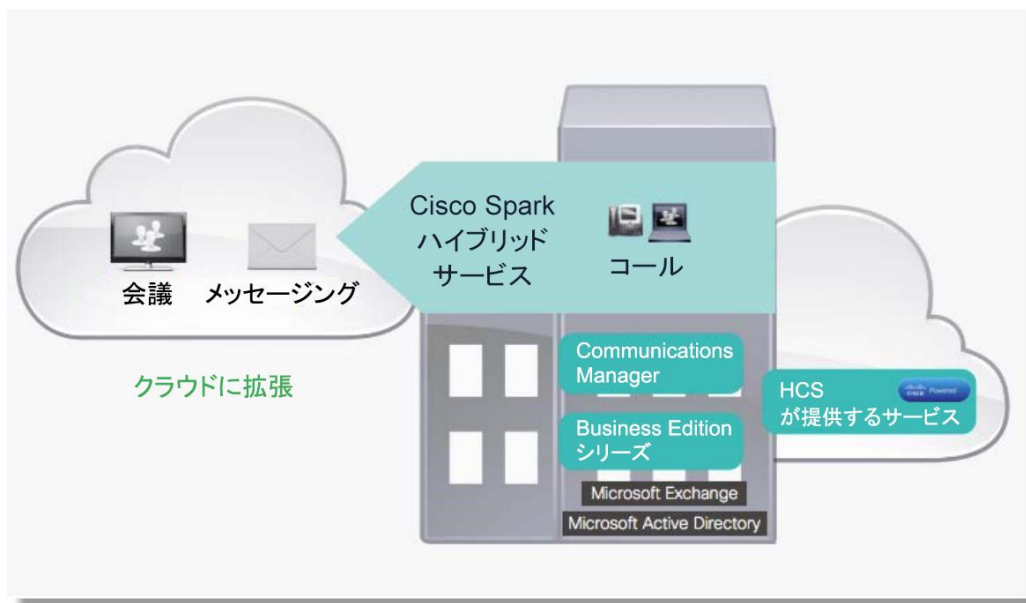 Cisco Spark
ハイブリッド
サービス
コール
会議
メッセージング
クラウドに拡張
Communications
Manager
Business Edition
シリーズ
Microsoft Exchange
Microsoft Active Directory
HCS
が提供するサービス
CISCO
Powered